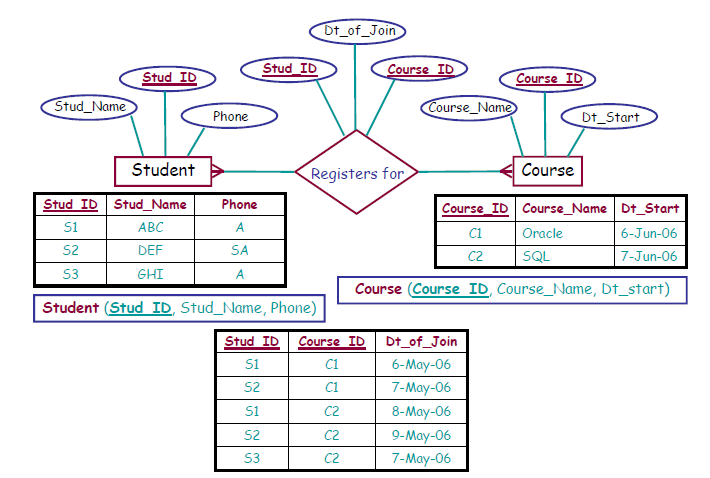 Dt_of_Join
Stud_ID
Course_ID
Stud_ID
Course_ID
Stud_Name
Phone
Course_Name
Dt_Start
Student
Registers for
Course
Stud_ID Stud_Name Phone
S1 ABC A
S2 DEF SA
S3 GHI A
Course_ID Course_Name Dt_Start
C1 Oracle 6-Jun-06
C2 SQL 7-Jun-06
Student (Stud_ID, Stud_Name, Phone)
Course (Course_ID, Course_Name, Dt_start)
Stud_ID Course_ID Dt_of_Join
S1 C1 6-May-06
S2 C1 7-May-06
S1 C2 8-May-06
S2 C2 9-May-06
S3 C2 7-May-06